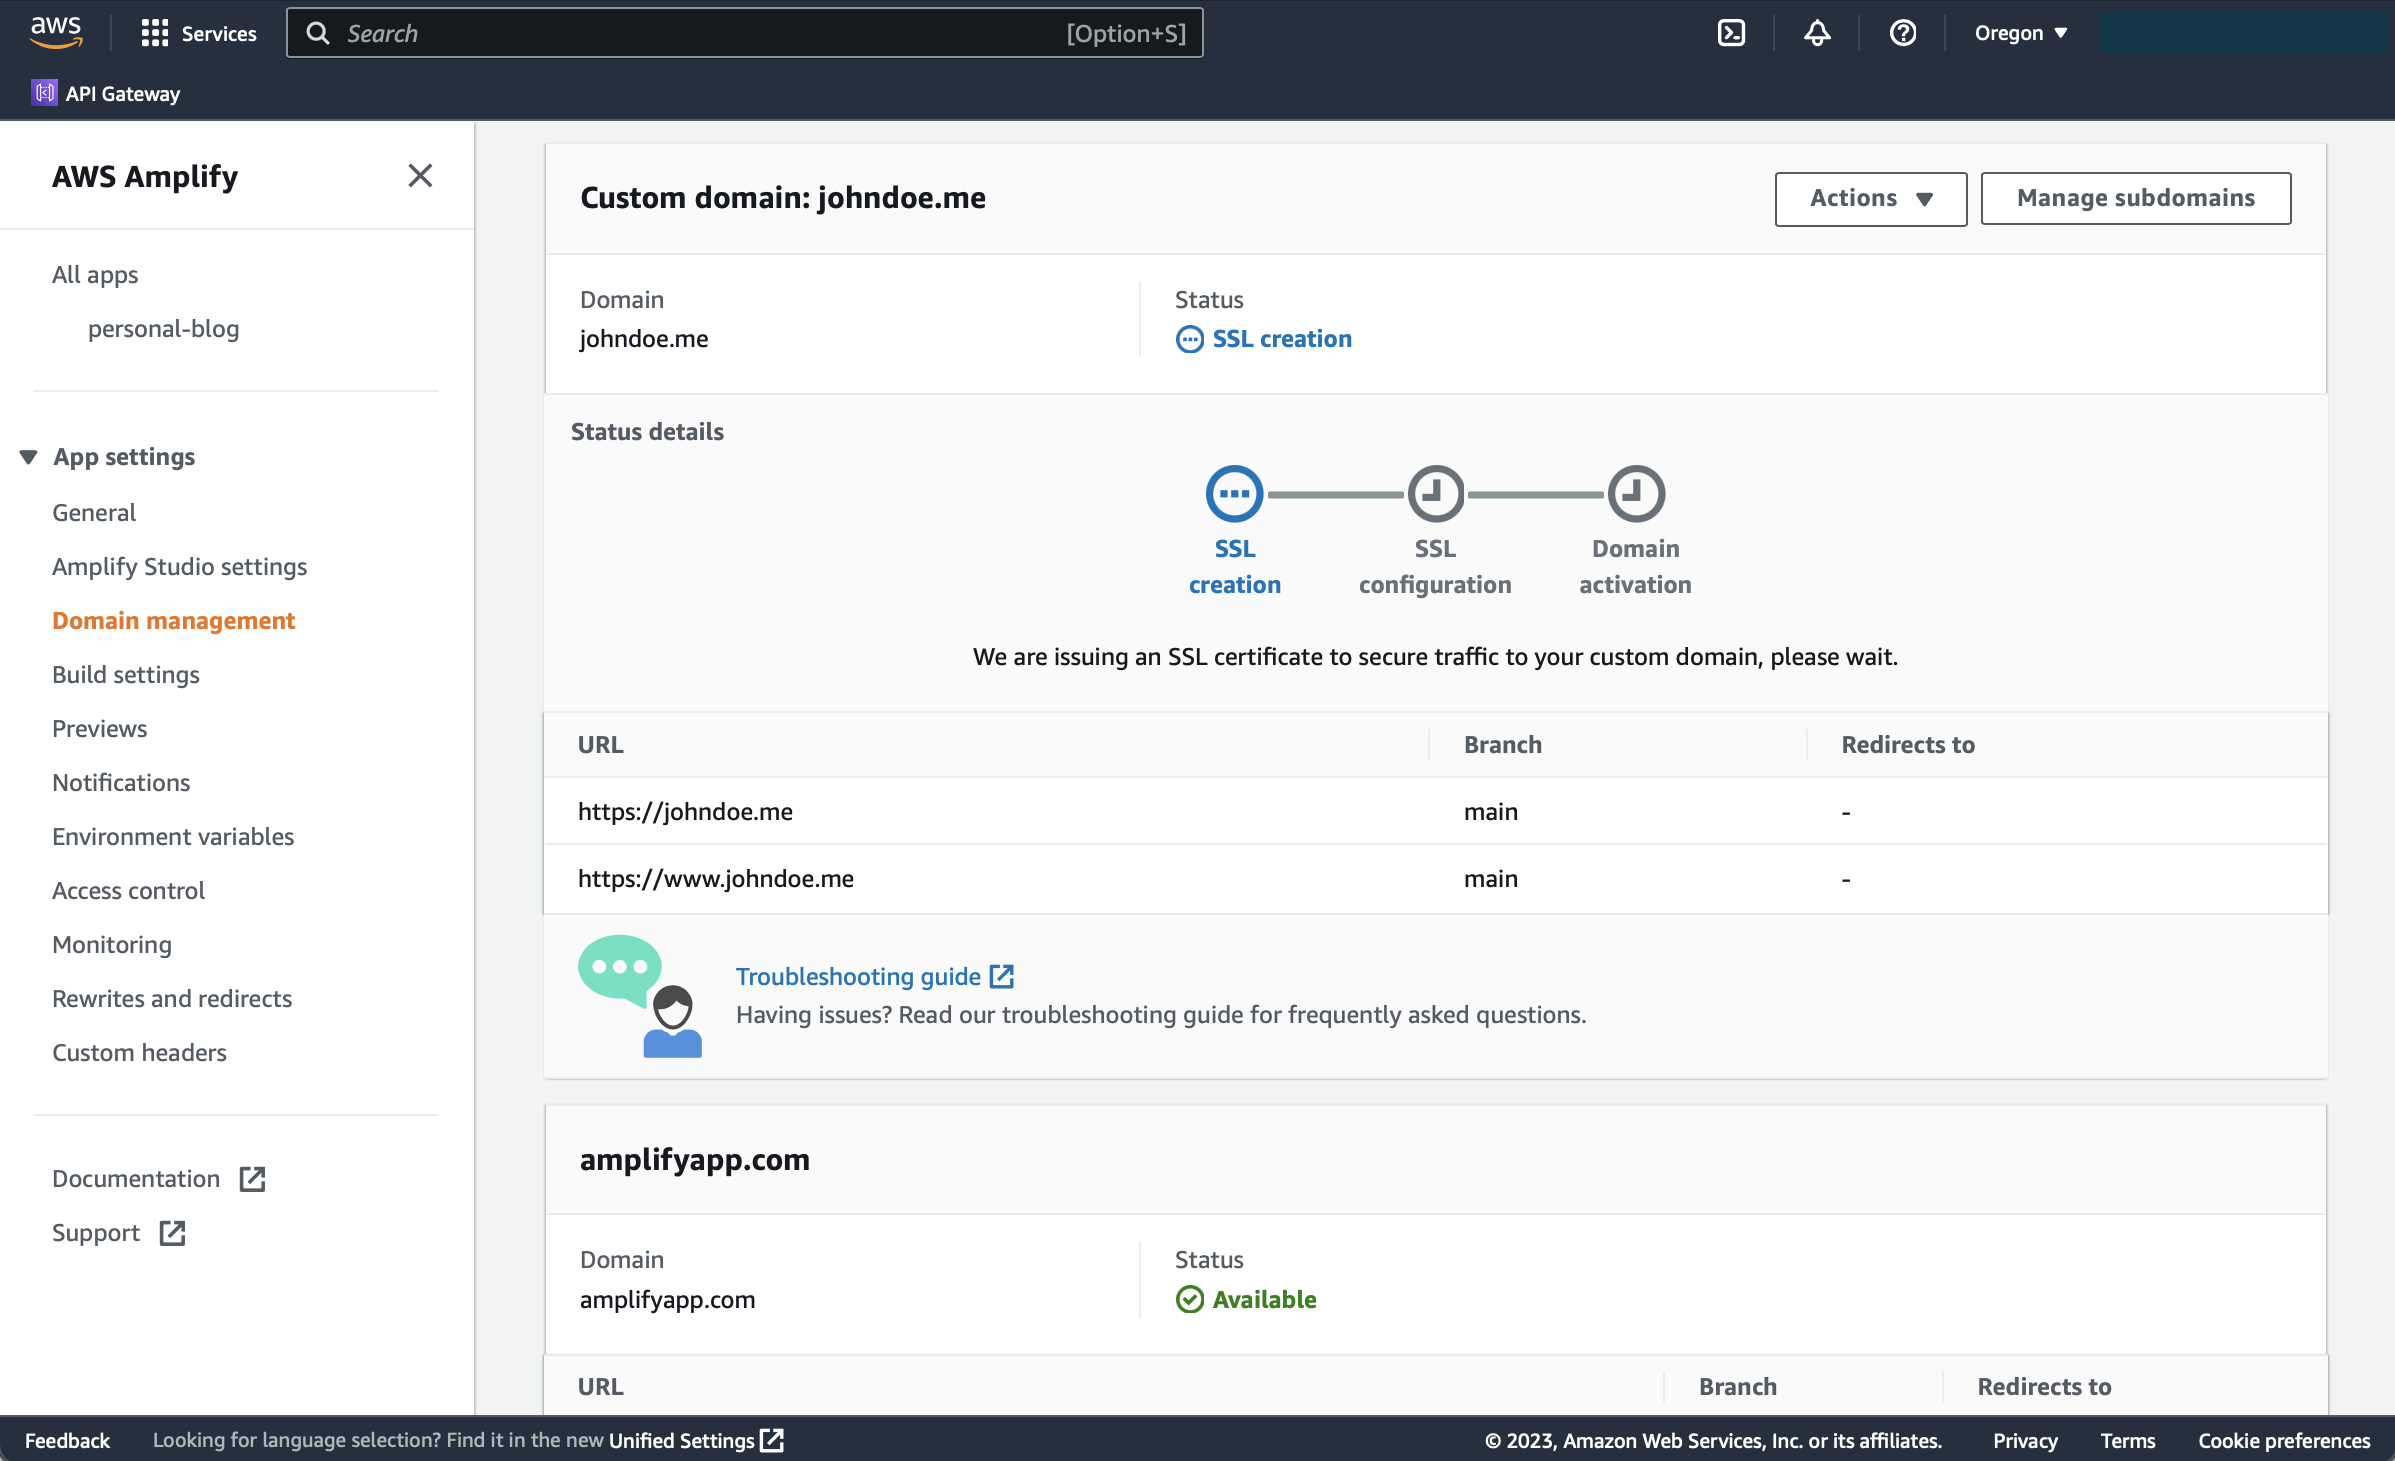 aws
Services
Search
[Option+S]
Oregon
API Gateway
AWS Amplify
All apps
personal-blog
App settings
General
Amplify Studio settings
Domain management
Build settings
Previews
Notifications
Environment variables
Access control
Monitoring
Rewrites and redirects
Custom headers
Documentation
Support
Custom domain: johndoe.me
Actions
Manage subdomains
Domain
johndoe.me
Status
SSL creation
Status details
SSL
creation
SSL
configuration
Domain
activation
We are issuing an SSL certificate to secure traffic to your custom domain, please wait.
URL
Branch
Redirects to
https://johndoe.me
main
-
https://www.johndoe.me
main
-
Troubleshooting guide
Having issues? Read our troubleshooting guide for frequently asked questions.
amplifyapp.com
Domain
amplifyapp.com
Status
Available
URL
Branch
Redirects to
Feedback
Looking for language selection? Find it in the new Unified Settings
© 2023, Amazon Web Services, Inc. or its affiliates.
Privacy
Terms
Cookie preferences